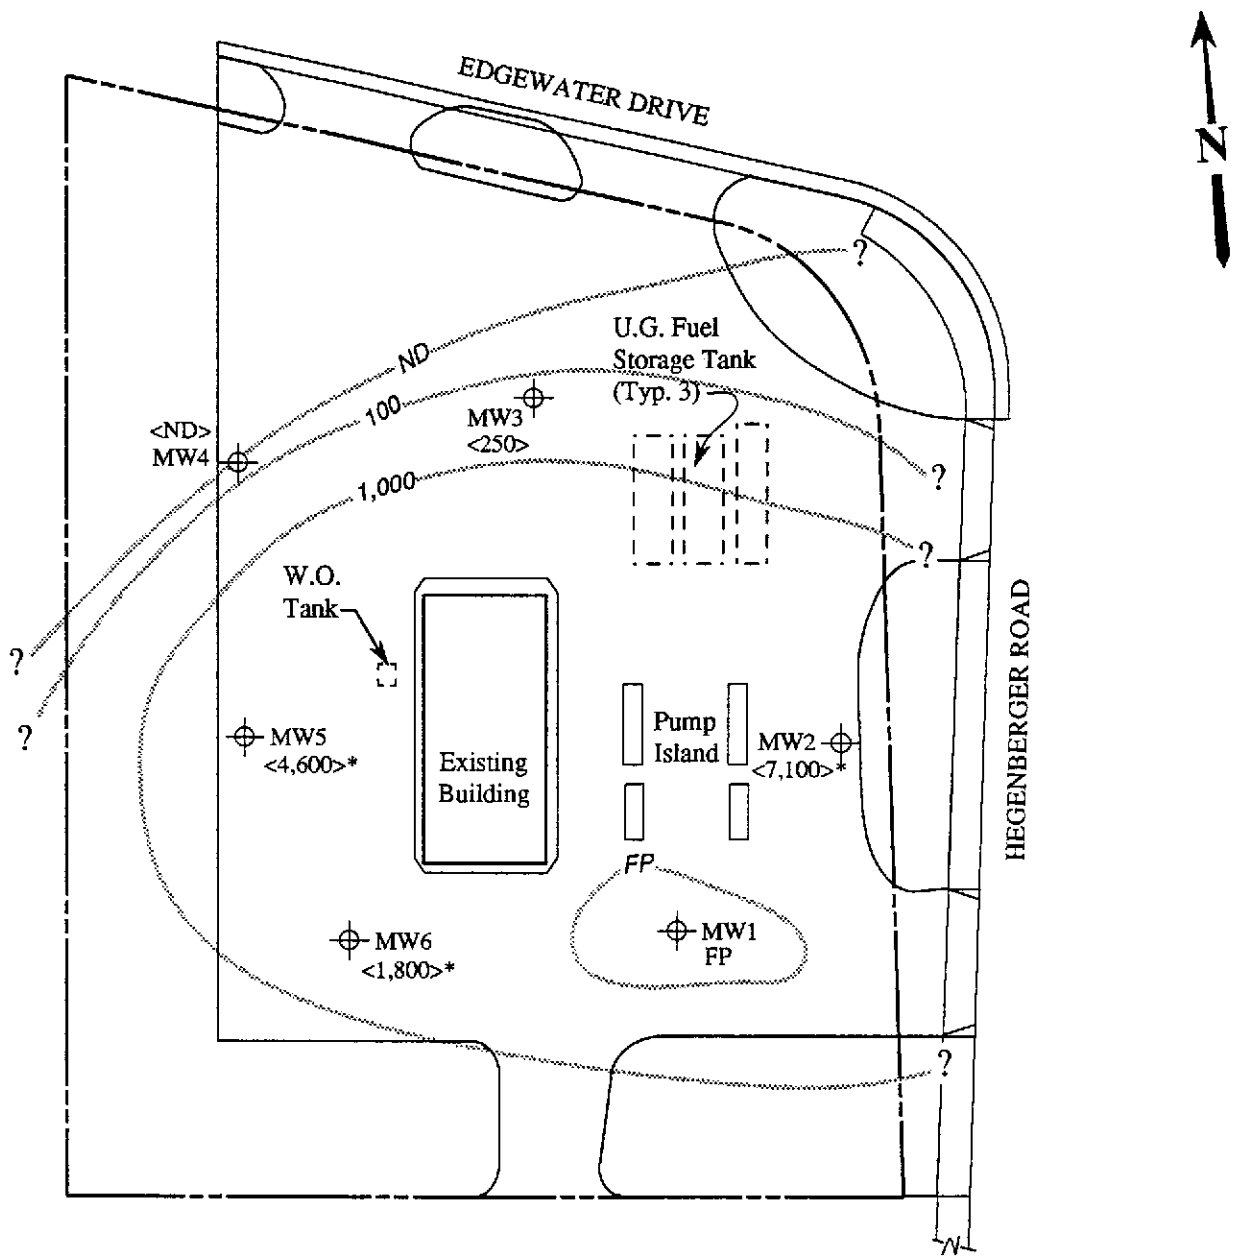 EDGEWATER DRIVE
N
?
U.G. Fuel
Storage Tank
(Typ. 3)
ND
100
MW3
<250>
<ND>
MW4
1,000
?
?
W.O.
Tank
?
?
HEGENBERGER ROAD
MW5
<4,600>*
Existing
Building
Pump
Island
MW2
<7,100>*
FP
MW6
<1,800>*
MW1
FP
?